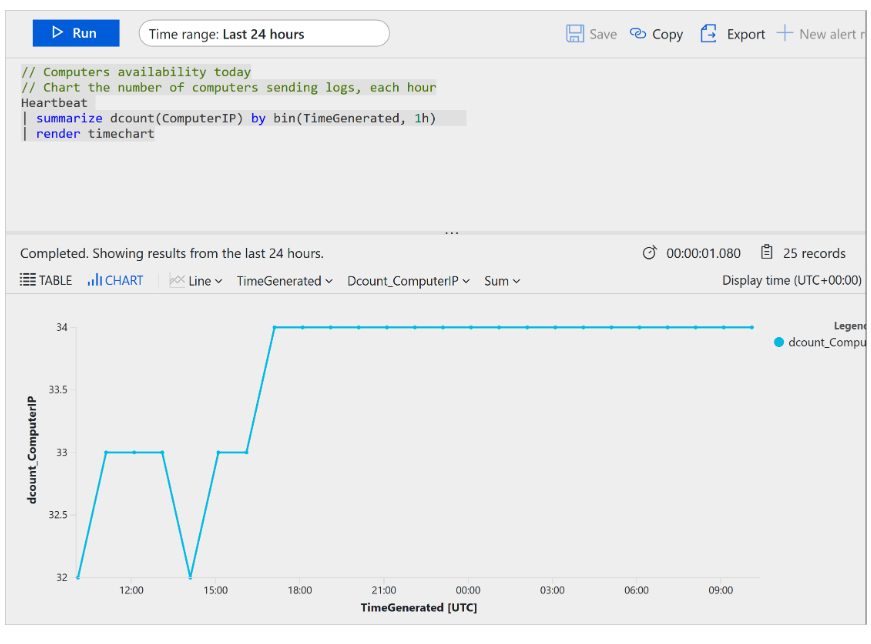 Run
Time range: Last 24 hours
Save
Copy
Export
New alert
// Computers availability today
// Chart the number of computers sending logs, each hour
Heartbeat
| summarize dcount(ComputerIP) by bin(TimeGenerated, 1h)
| render timechart
...
Completed. Showing results from the last 24 hours.
00:00:01.080
25 records
TABLE
CHART
Line
TimeGenerated
Dcount_ComputerIP
Sum
Display time (UTC+00:00)
34
33.5
33
32.5
32
dcount_ComputerIP
12:00
15:00
18:00
21:00
00:00
03:00
06:00
09:00
TimeGenerated [UTC]
Legen
dcount_Compu